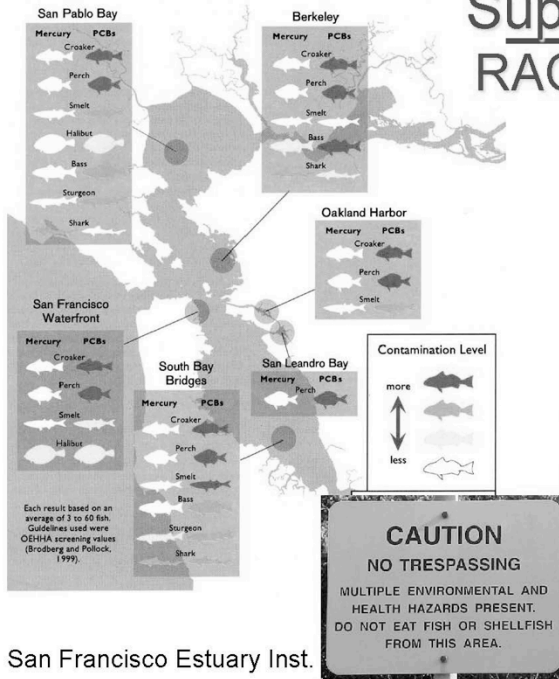 Sup
RAC
San Pablo Bay
Mercury PCBs
Croaker
Perch
Smelt
Halibut
Bass
Sturgeon
Shark
Berkeley
Mercury PCBs
Croaker
Perch
Smelt
Bass
Shark
Oakland Harbor
Mercury PCBs
Croaker
Perch
Smelt
San Francisco
Waterfront
Mercury PCBs
Croaker
Perch
Smelt
Halibut
South Bay
Bridges
Mercury PCBs
Croaker
Perch
Smelt
Bass
Sturgeon
Shark
San Leandro Bay
Mercury PCBs
Perch
Contamination Level
more
less
Each result based on an
average of 3 to 60 fish.
Guidelines used were
OEHHA screening values
(Brodberg and Pollock,
1999).
CAUTION
NO TRESPASSING
MULTIPLE ENVIRONMENTAL AND
HEALTH HAZARDS PRESENT.
DO NOT EAT FISH OR SHELLFISH
FROM THIS AREA.
San Francisco Estuary Inst.